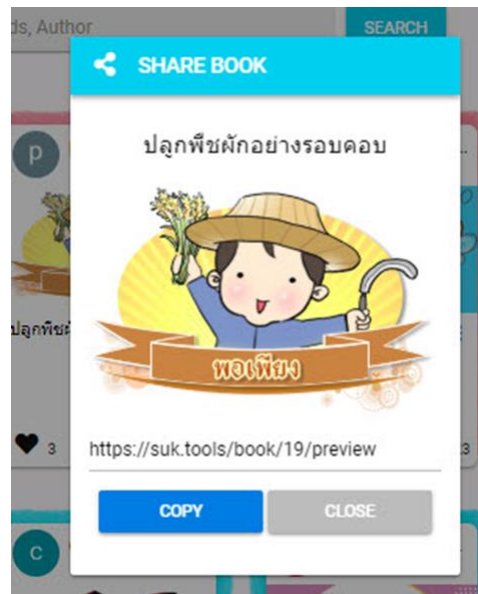 ds, Author
SEARCH
SHARE BOOK
p
ปลูกพืชผักอย่างรอบคอบ
พอเพียง
ปลูกพืชผั
https://suk.tools/book/19/preview
3
3
COPY
CLOSE
c